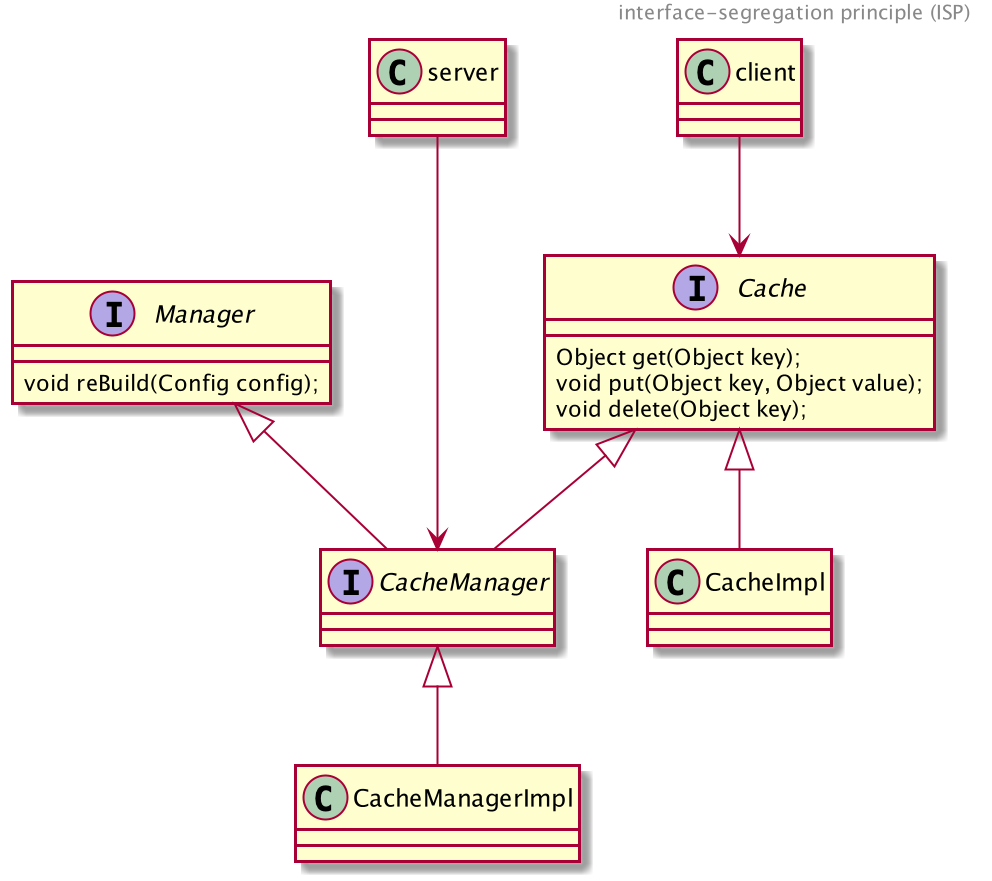 interface-segregation principle (ISP)
C server
C client
I Manager
void reBuild(Config config);
I Cache
Object get(Object key);
void put(Object key, Object value);
void delete(Object key);
I CacheManager
C CacheImpl
C CacheManagerImpl